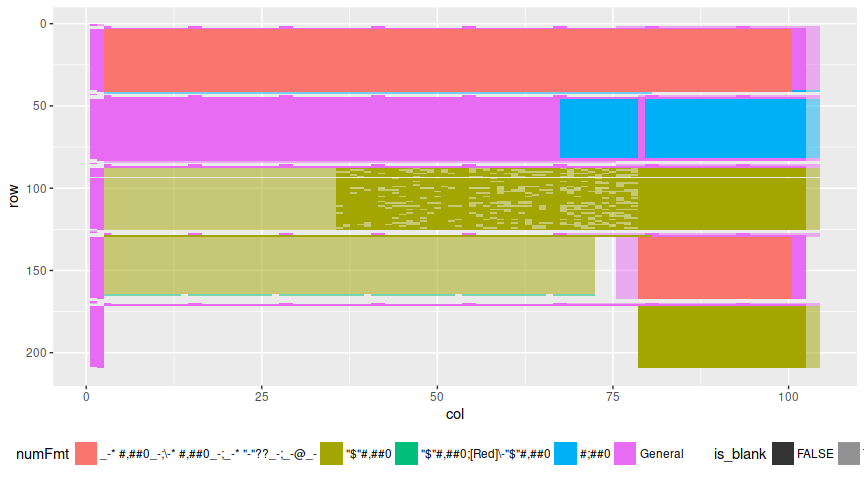 0
50
100
150
200
row
0
25
50
75
100
col
numFmt
_-* #,##0_-;\-* #,##0_-;_-* "-"??_-;_-@_-
"$"#,##0
"$"#,##0;[Red]\-"$"#,##0
#;##0
General
is_blank
FALSE